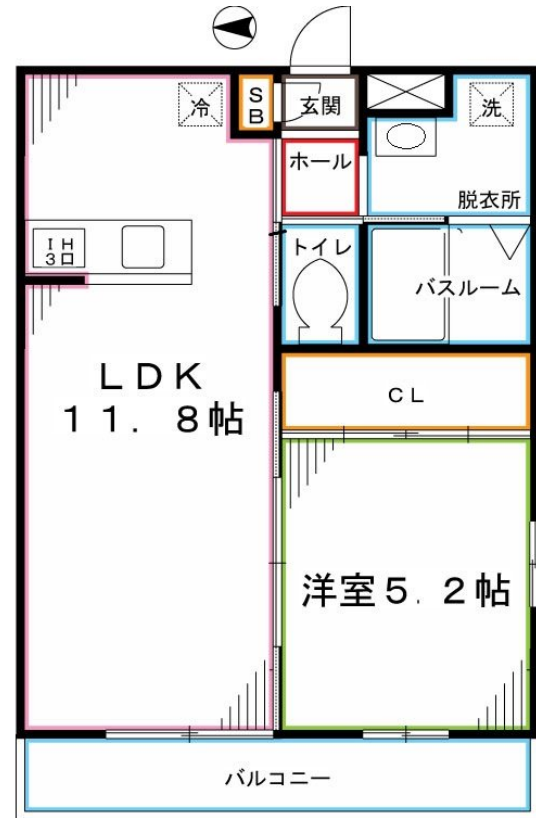 冷
S
B
玄関
洗
ホール
脱衣所
IH
3口
トイレ
バスルーム
LDK
11.8帖
CL
洋室5.2帖
バルコニー